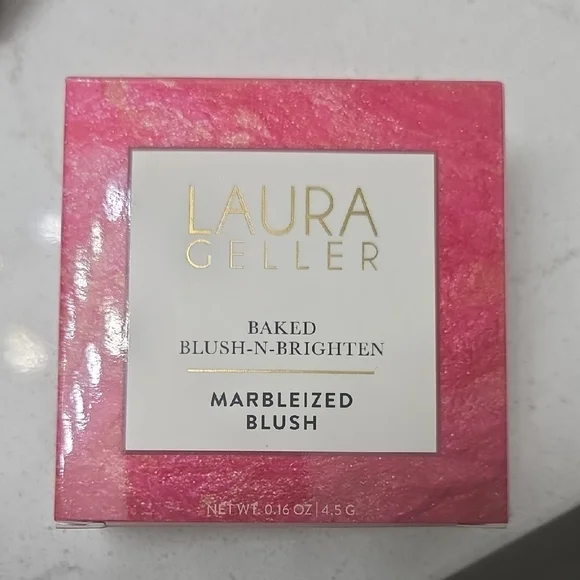 LAURA
GELLER
BAKED
BLUSH-N-BRIGHTEN
MARBLEIZED
BLUSH
NET WT. 0.16 OZ | 4.5 G